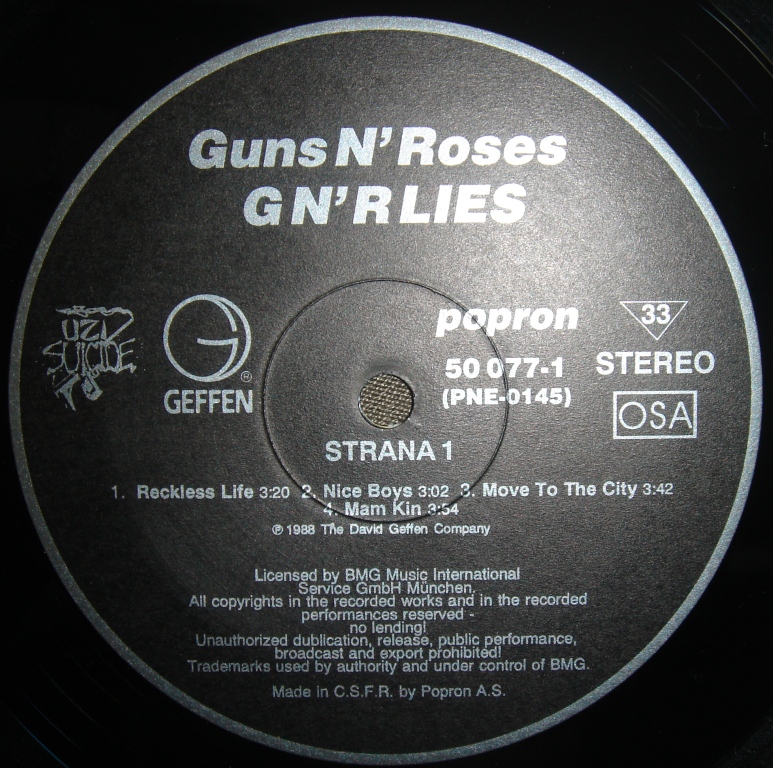 Guns N' Roses
G N' R LIES
UZI
SUICIDE
GEFFEN
®
popron
50 077-1
(PNE-0145)
33
STEREO
OSA
STRANA 1
1. Reckless Life 3:20 2. Nice Boys 3:02 3. Move To The City 3:42
4. Mam Kin 3:54
℗ 1988 The David Geffen Company
Licensed by BMG Music International
Service GmbH München.
All copyrights in the recorded works and in the recorded
performances reserved -
no lending!
Unauthorized dublication, release, public performance,
broadcast and export prohibited!
Trademarks used by authority and under control of BMG.
Made in C.S.F.R. by Popron A.S.